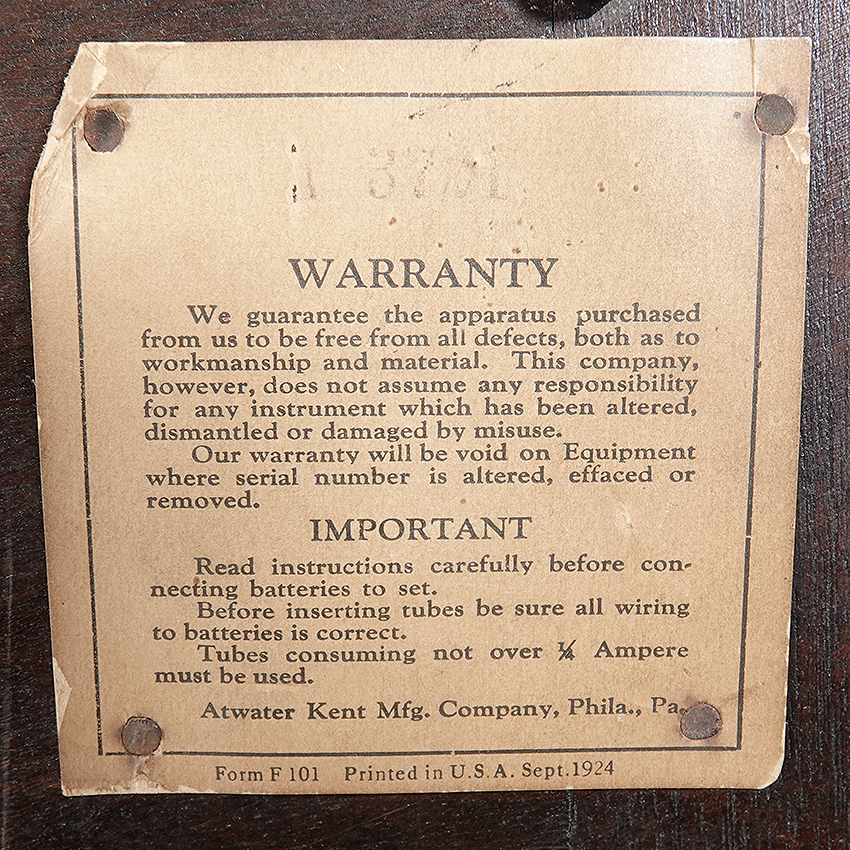 WARRANTY
We guarantee the apparatus purchased
from us to be free from all defects, both as to
workmanship and material. This company,
however, does not assume any responsibility
for any instrument which has been altered,
dismantled or damaged by misuse.
Our warranty will be void on Equipment
where serial number is altered, effaced or
removed.
IMPORTANT
Read instructions carefully before con-
necting batteries to set.
Before inserting tubes be sure all wiring
to batteries is correct.
Tubes consuming not over ¼ Ampere
must be used.
Atwater Kent Mfg. Company, Phila., Pa.
Form F 101 Printed in U.S.A. Sept.1924